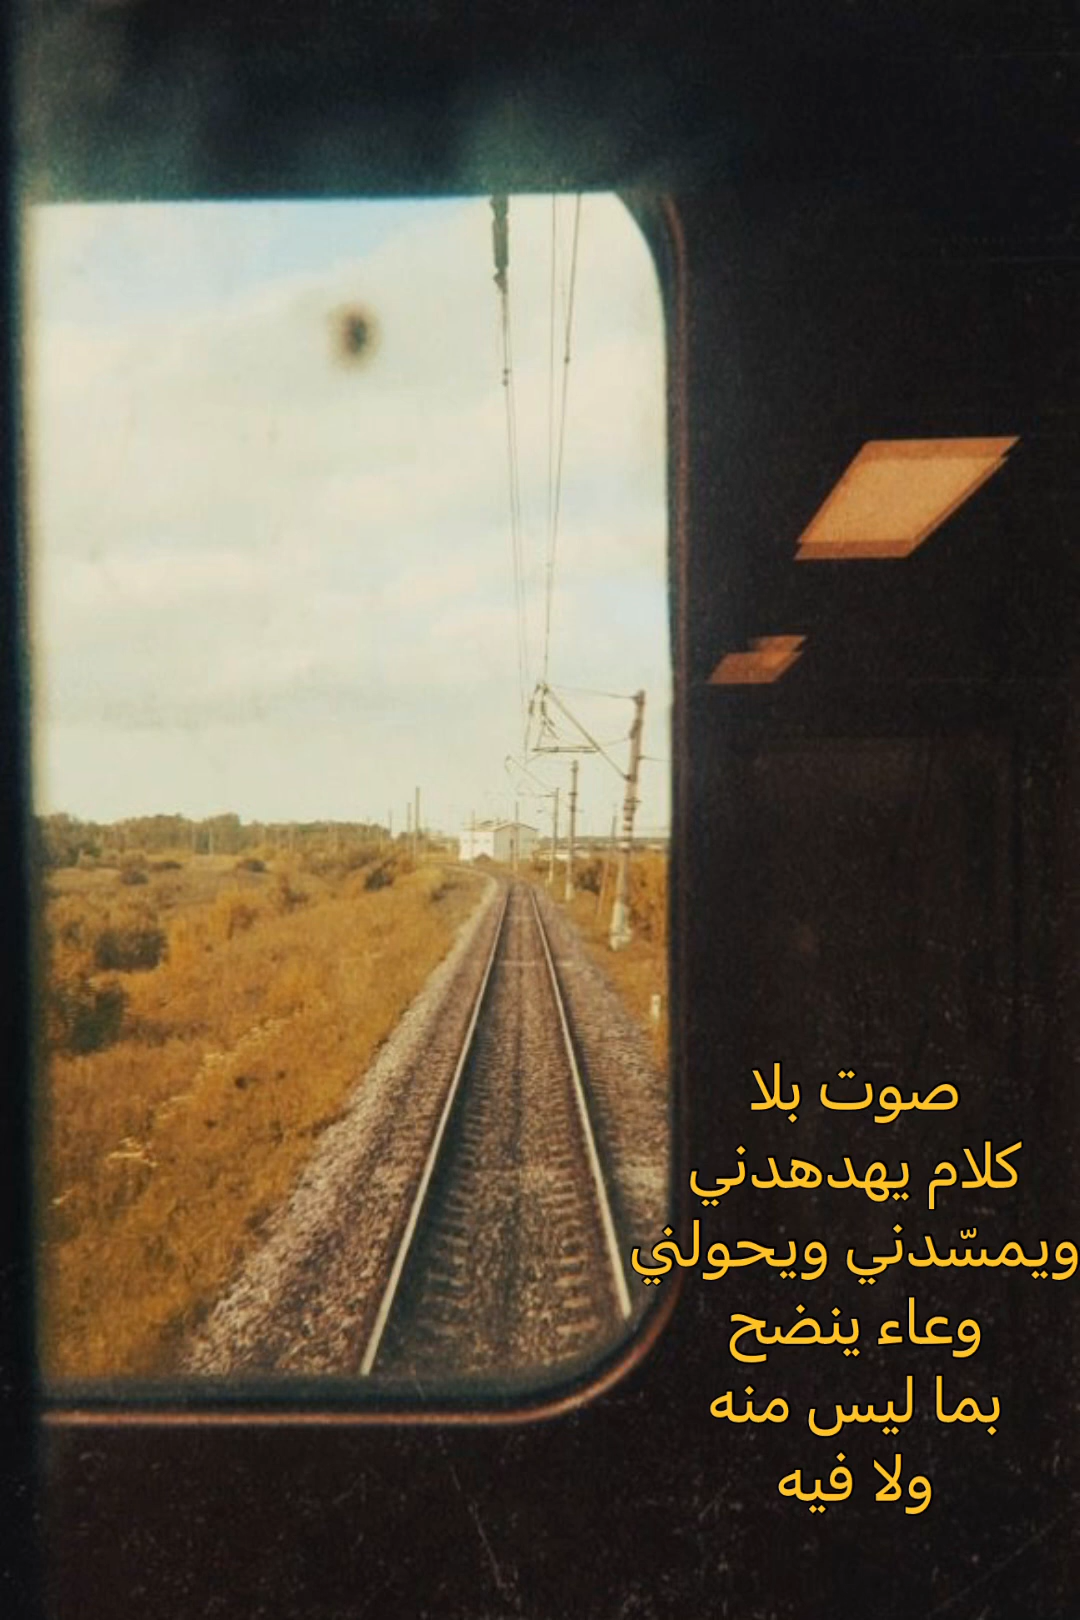 صوت بلا
كلام يهدهدني
ويمسّدني ويحولني
وعاء ينضح
بما ليس منه
ولا فيه